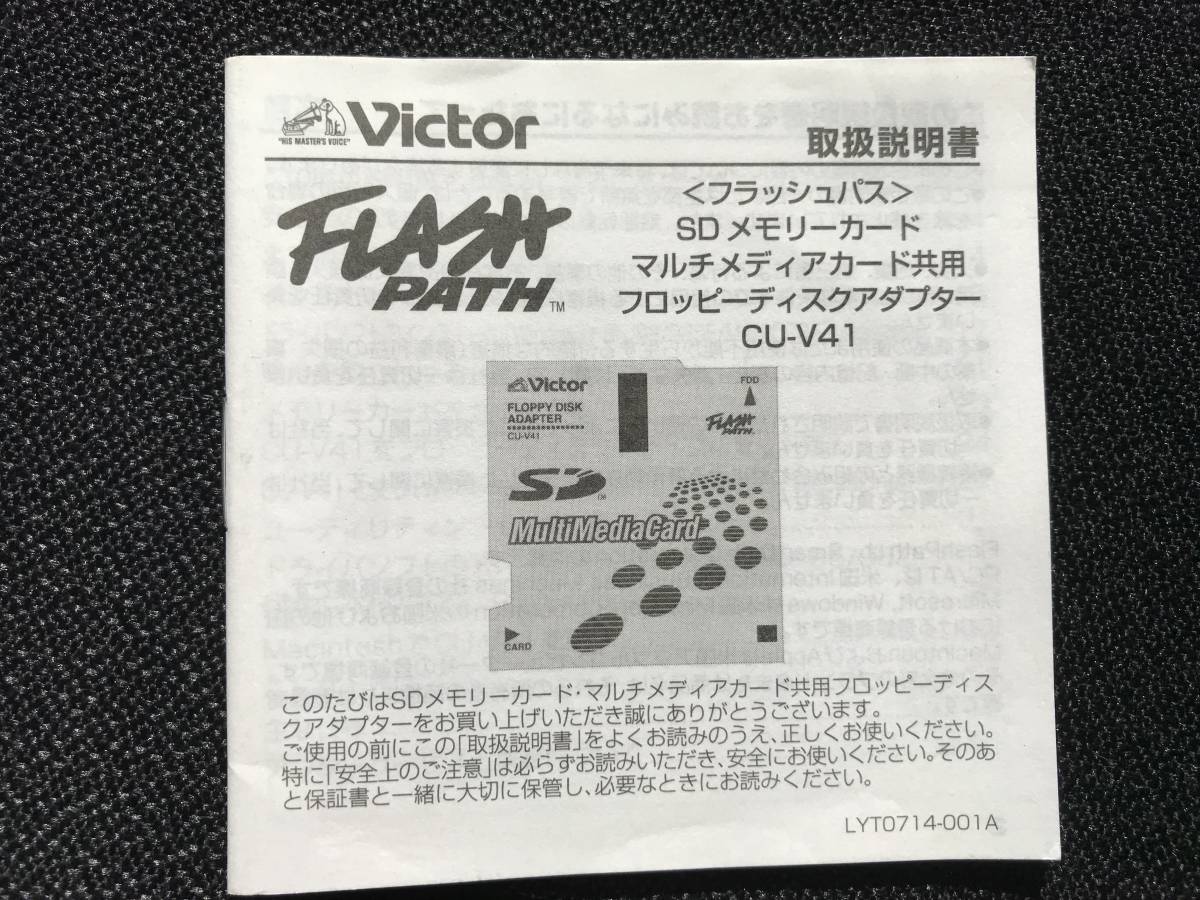 "HIS MASTER'S VOICE"
Victor
取扱説明書
FLASH
PATH™
＜フラッシュパス＞
SDメモリーカード
マルチメディアカード共用
フロッピーディスクアダプター
CU-V41
Victor
FLOPPY DISK
ADAPTER
CU-V41
FDD
FLASH
PATH™
SD™
MultiMediaCard
CARD
このたびはSDメモリーカード・マルチメディアカード共用フロッピーディス
クアダプターをお買い上げいただき誠にありがとうございます。
ご使用の前にこの「取扱説明書」をよくお読みのうえ、正しくお使いください。
特に「安全上のご注意」は必らずお読みいただき、安全にお使いください。そのあ
と保証書と一緒に大切に保管し、必要なときにお読みください。
LYT0714-001A